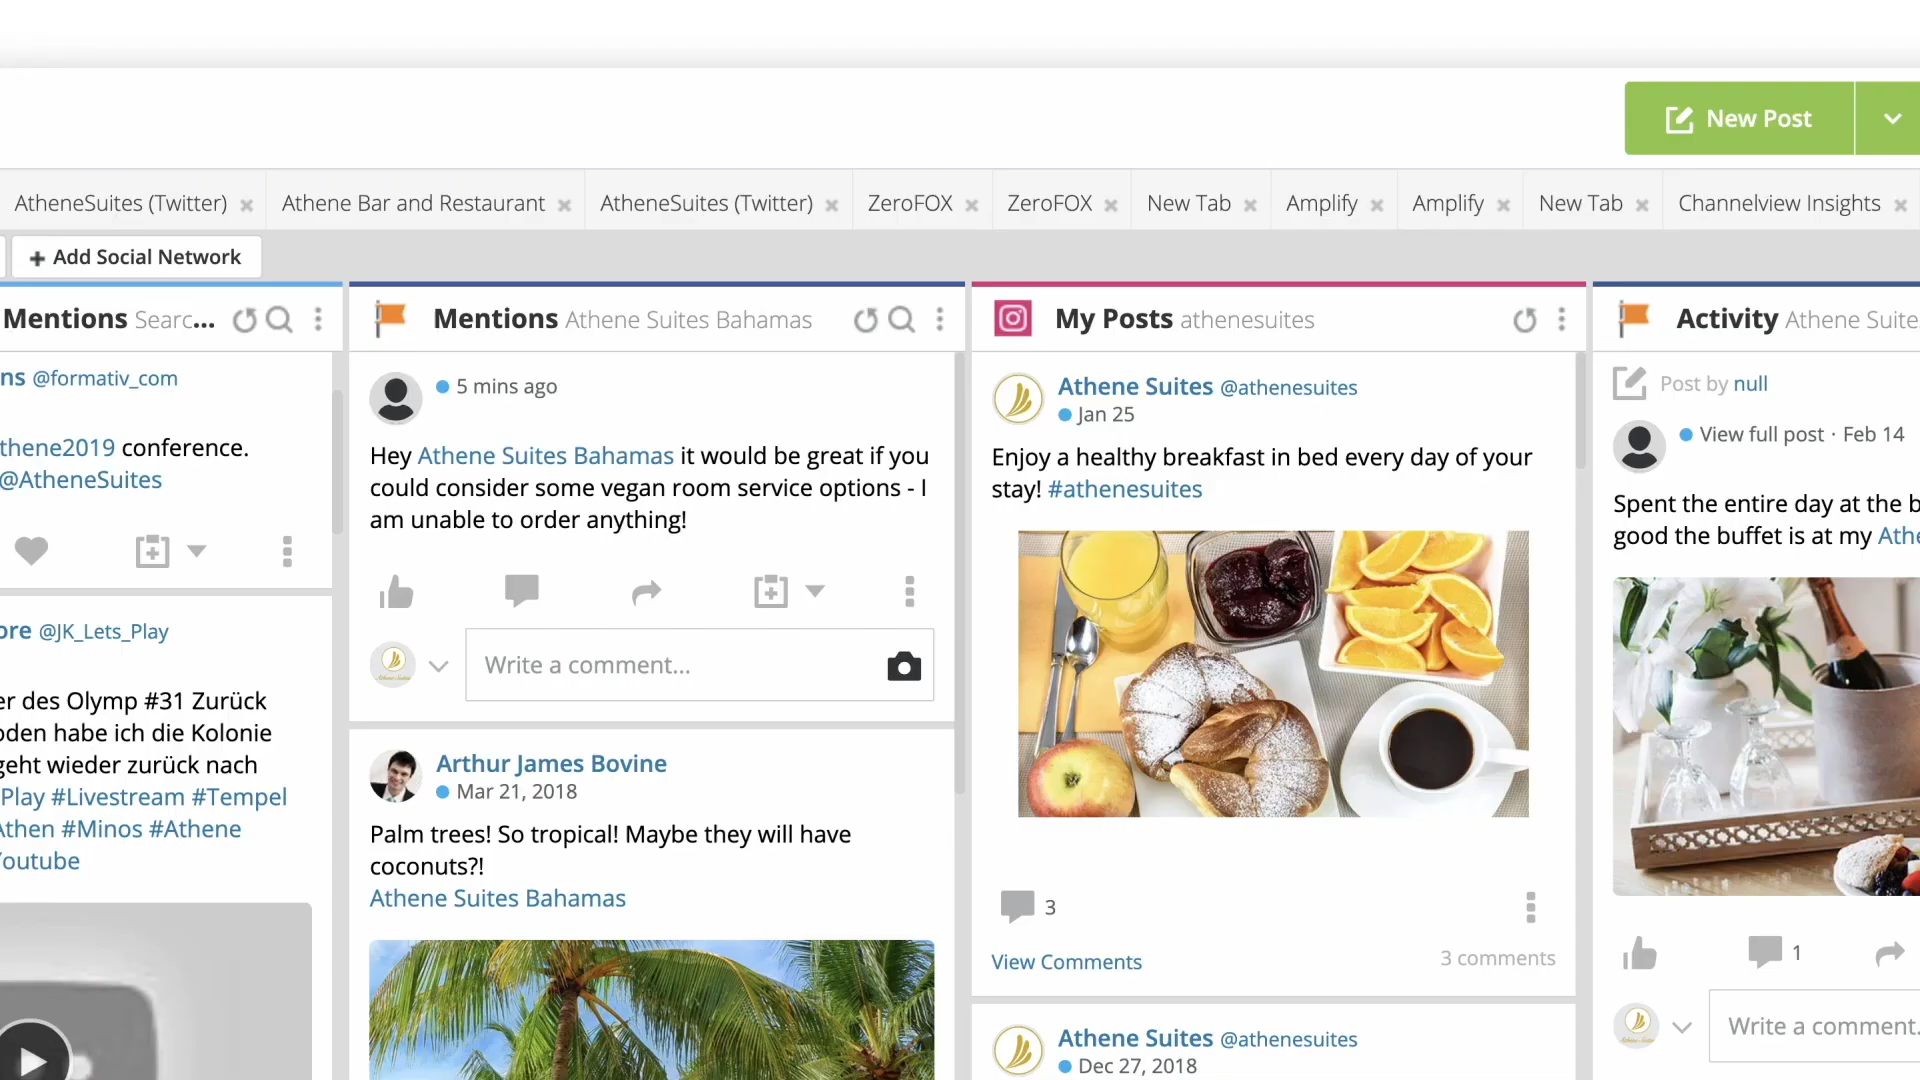 New Post
AtheneSuites (Twitter)
Athene Bar and Restaurant
AtheneSuites (Twitter)
ZeroFOX
ZeroFOX
New Tab
Amplify
Amplify
New Tab
Channelview Insights
+ Add Social Network
Mentions Searc...
ns @formativ_com
thene2019 conference.
@AtheneSuites
ore @JK_Lets_Play
er des Olymp #31 Zurück
oden habe ich die Kolonie
geht wieder zurück nach
Play #Livestream #Tempel
Athen #Minos #Athene
Youtube
Mentions Athene Suites Bahamas
5 mins ago
Hey Athene Suites Bahamas it would be great if you
could consider some vegan room service options - I
am unable to order anything!
Write a comment...
Arthur James Bovine
Mar 21, 2018
Palm trees! So tropical! Maybe they will have
coconuts?!
Athene Suites Bahamas
My Posts athenesuites
Athene Suites @athenesuites
Jan 25
Enjoy a healthy breakfast in bed every day of your
stay! #athenesuites
3
View Comments
3 comments
Athene Suites @athenesuites
Dec 27, 2018
Activity Athene Suite
Post by null
View full post · Feb 14
Spent the entire day at the b
good the buffet is at my Athe
1
Write a comment.